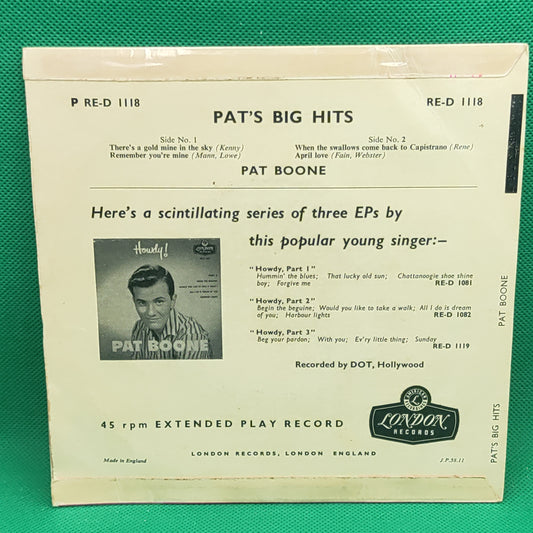 P RE-D 1118
RE-D 1118
PAT'S BIG HITS
Side No. 1
There's a gold mine in the sky (Kenny)
Remember you're mine (Mann, Lowe)
Side No. 2
When the swallows come back to Capistrano (Rene)
April love (Fain, Webster)
PAT BOONE
Here's a scintillating series of three EPs by
this popular young singer:—
Howdy!
LONDON
PAT BOONE
"Howdy, Part 1"
Hummin' the blues; That lucky old sun; Chattanoogie shoe shine
boy; Forgive me
RE-D 1081
"Howdy, Part 2"
Begin the beguine; Would you like to take a walk; All I do is dream
of you; Harbour lights
RE-D 1082
"Howdy, Part 3"
Beg your pardon; With you; Ev'ry little thing; Sunday
RE-D 1119
Recorded by DOT, Hollywood
45 rpm EXTENDED PLAY RECORD
LONDON
RECORDS
LONDON RECORDS, LONDON ENGLAND
Made in England
J.P.58.11
PAT'S BIG HITS
PAT BOONE